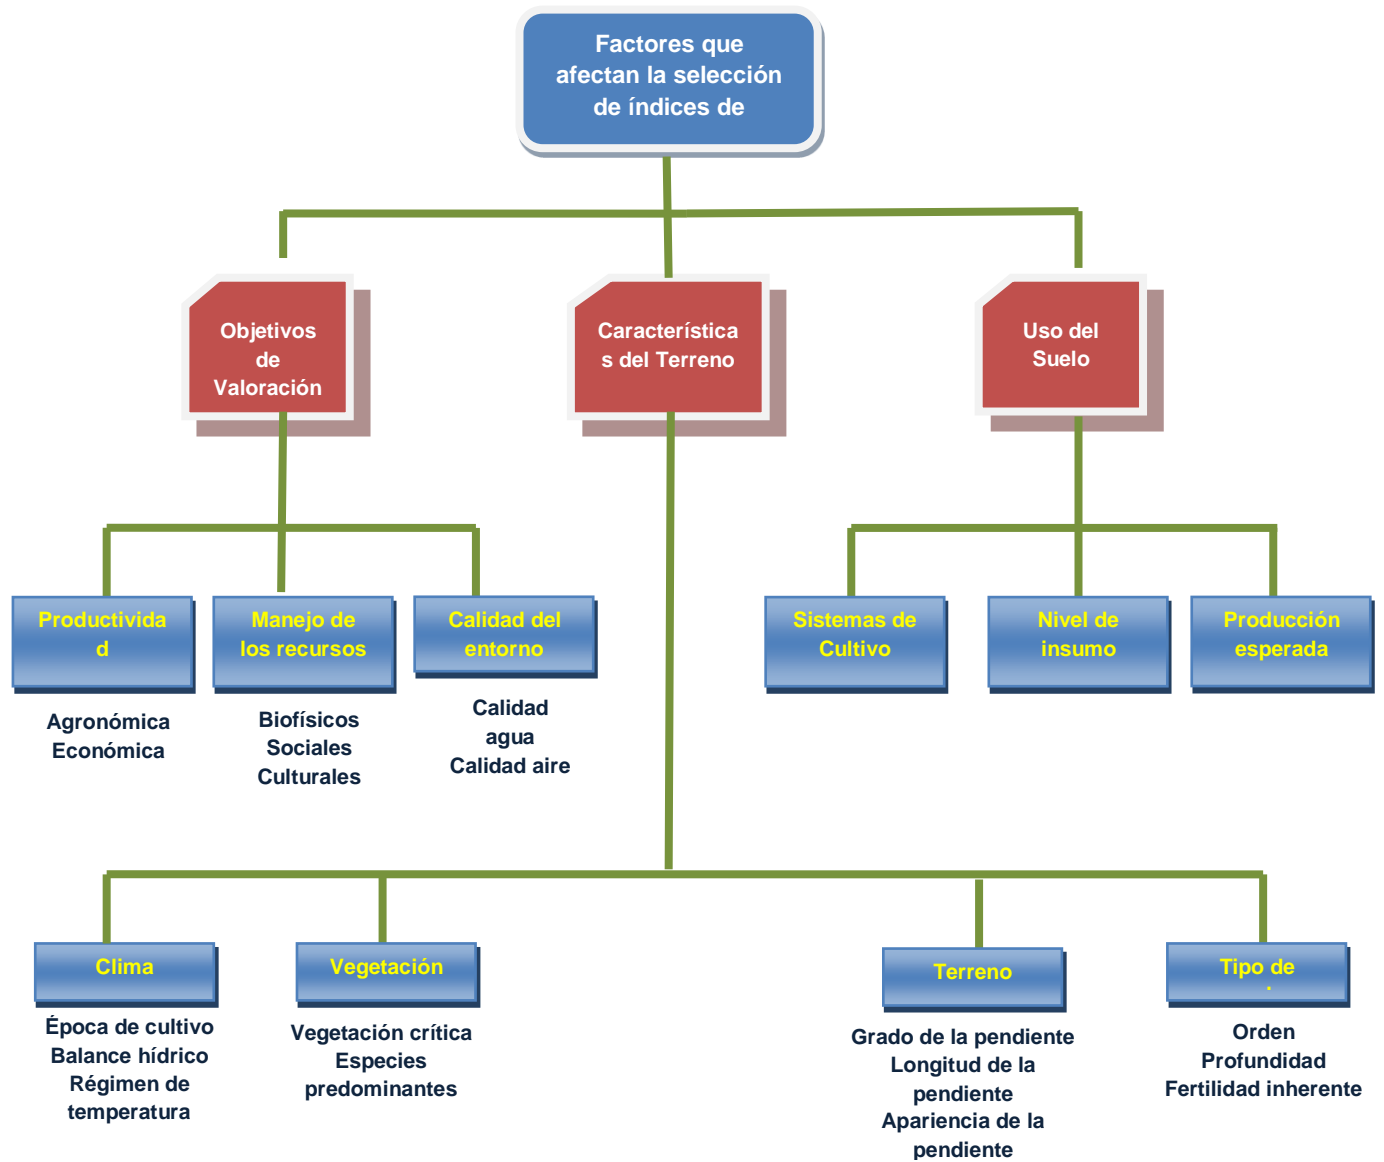 Factores que
afectan la selección
de índices de
Objetivos
de
Valoración
Característica
s del Terreno
Uso del
Suelo
Productivida
d
Manejo de
los recursos
Calidad del
entorno
Sistemas de
Cultivo
Nivel de
insumo
Producción
esperada
Agronómica
Económica
Biofísicos
Sociales
Culturales
Calidad
agua
Calidad aire
Clima
Vegetación
Terreno
Tipo de
Época de cultivo
Balance hídrico
Régimen de
temperatura
Vegetación crítica
Especies
predominantes
Grado de la pendiente
Longitud de la
pendiente
Apariencia de la
pendiente
Orden
Profundidad
Fertilidad inherente